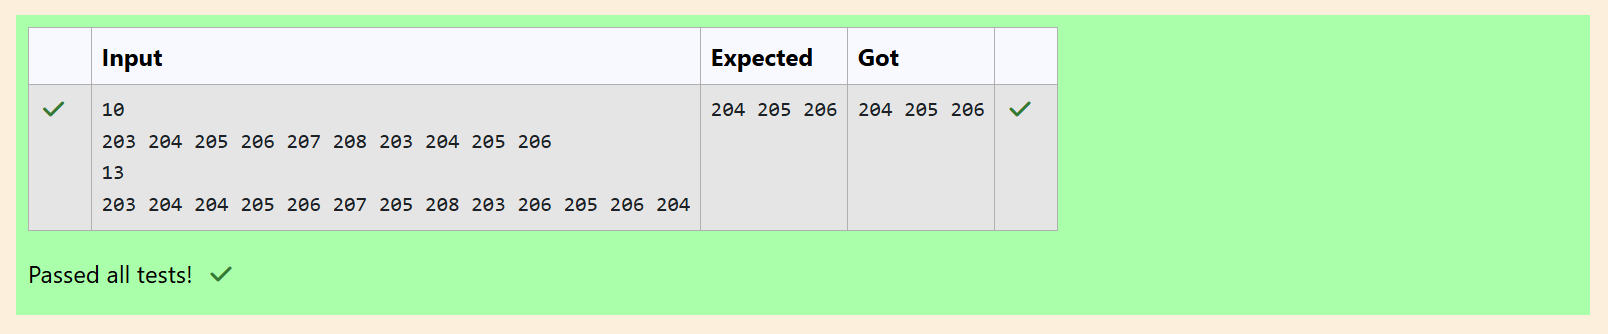 Input Expected Got
10 204 205 206 204 205 206
203 204 205 206 207 208 203 204 205 206
13
203 204 204 205 206 207 205 208 203 206 205 206 204
Passed all tests!